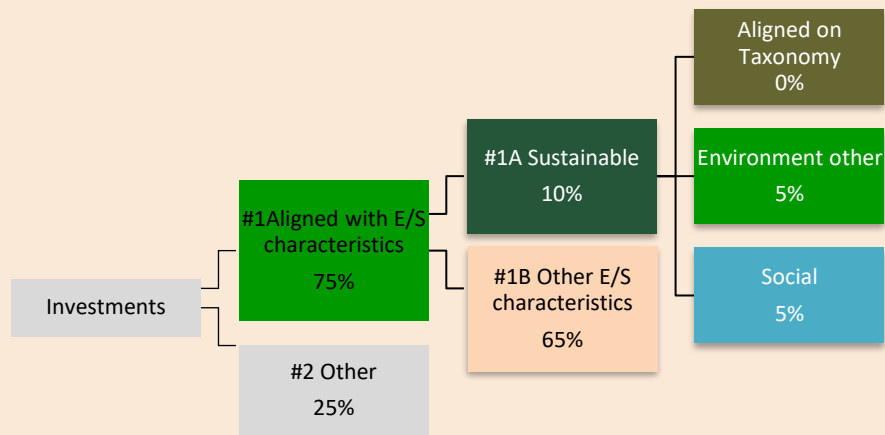 Investments
#1Aligned with E/S
characteristics
75%
#2 Other
25%
#1A Sustainable
10%
#1B Other E/S
characteristics
65%
Aligned on
Taxonomy
0%
Environment other
5%
Social
5%